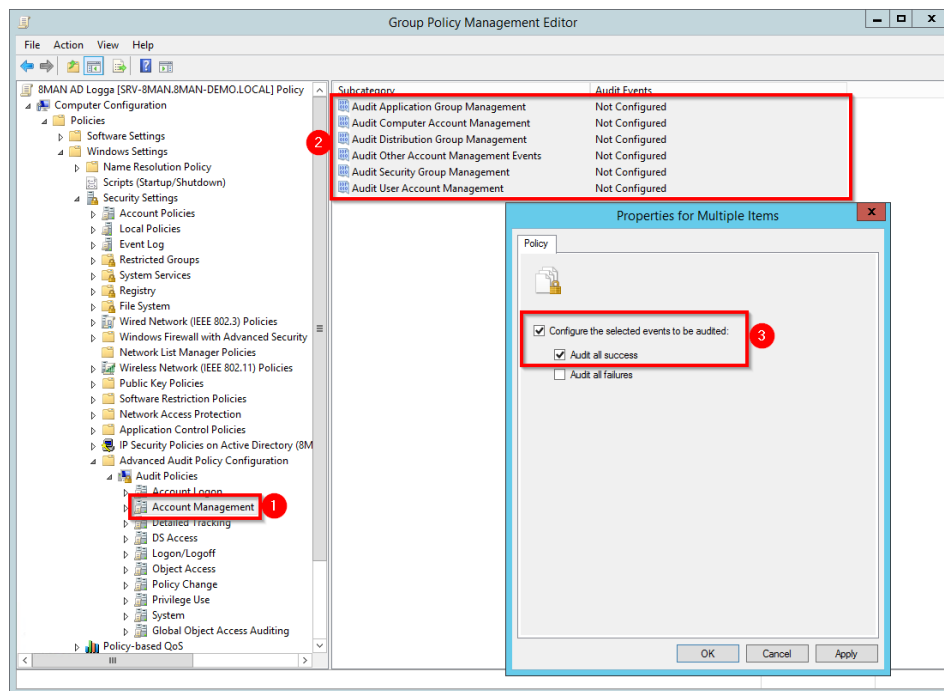 Group Policy Management Editor
File Action View Help
8MAN AD Logga [SRV-8MAN.8MAN-DEMO.LOCAL] Policy
Computer Configuration
Policies
Software Settings
Windows Settings
Name Resolution Policy
Scripts (Startup/Shutdown)
Security Settings
Account Policies
Local Policies
Event Log
Restricted Groups
System Services
Registry
File System
Wired Network (IEEE 802.3) Policies
Windows Firewall with Advanced Security
Network List Manager Policies
Wireless Network (IEEE 802.11) Policies
Public Key Policies
Software Restriction Policies
Network Access Protection
Application Control Policies
IP Security Policies on Active Directory (8M
Advanced Audit Policy Configuration
Audit Policies
Account Logon
Account Management
1
Detailed Tracking
DS Access
Logon/Logoff
Object Access
Policy Change
Privilege Use
System
Global Object Access Auditing
Policy-based QoS
Subcategory Audit Events
2
Audit Application Group Management Not Configured
Audit Computer Account Management Not Configured
Audit Distribution Group Management Not Configured
Audit Other Account Management Events Not Configured
Audit Security Group Management Not Configured
Audit User Account Management Not Configured
Properties for Multiple Items
x
Policy
Configure the selected events to be audited:
3
Audit all success
Audit all failures
OK Cancel Apply